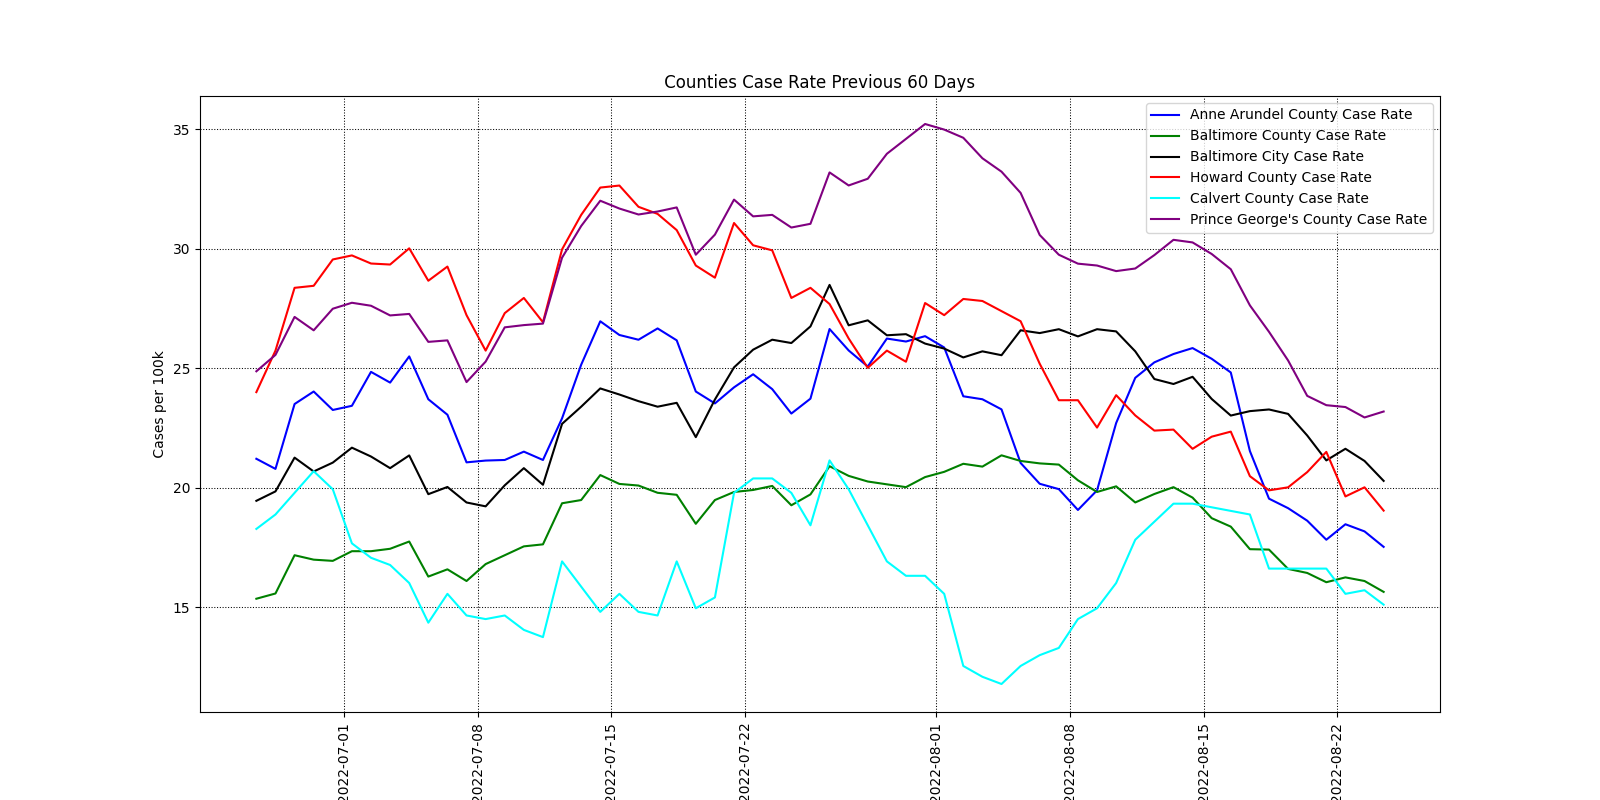 Counties Case Rate Previous 60 Days
Cases per 100k
35
30
25
20
15
Anne Arundel County Case Rate
Baltimore County Case Rate
Baltimore City Case Rate
Howard County Case Rate
Calvert County Case Rate
Prince George's County Case Rate
2022-07-01
2022-07-08
2022-07-15
2022-07-22
2022-08-01
2022-08-08
2022-08-15
2022-08-22